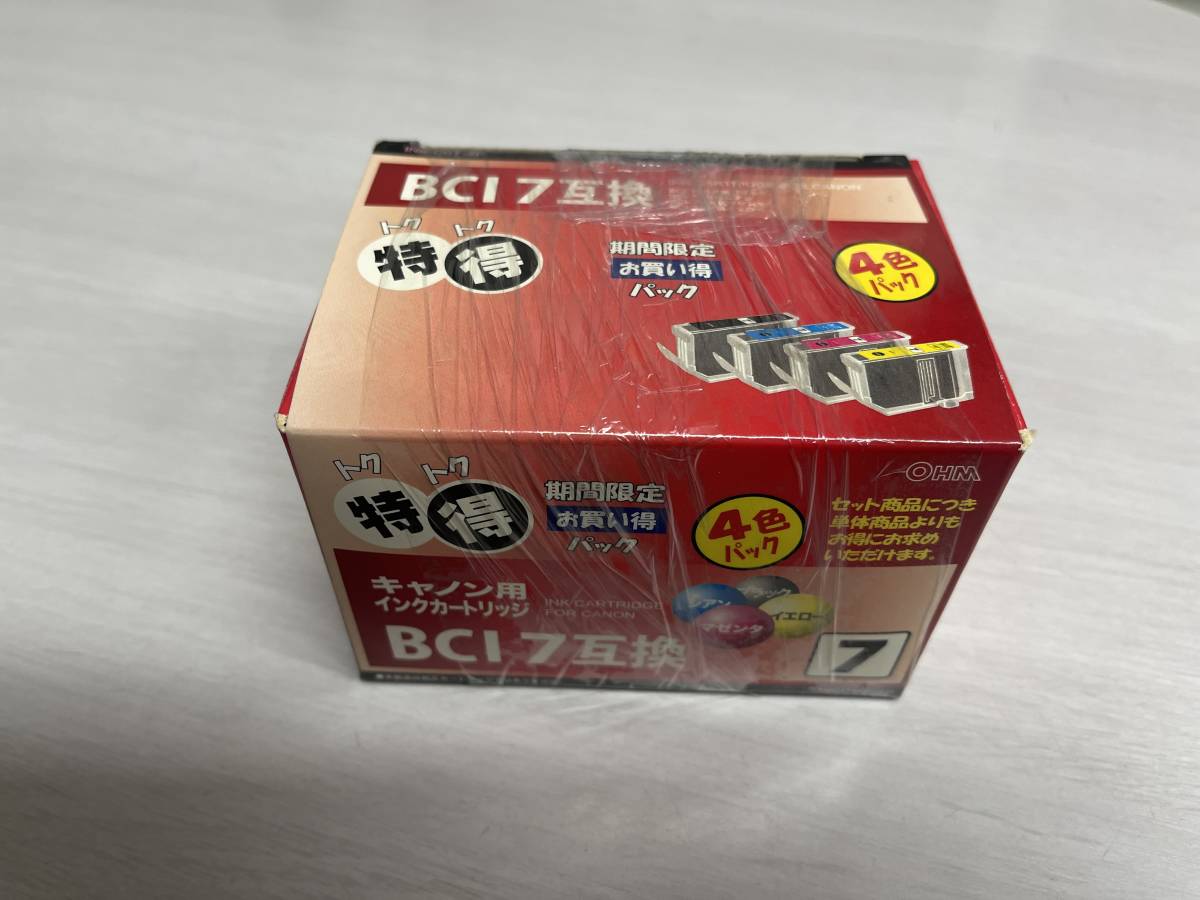 BCI 7互換
トク トク
特 得
期間限定
お買い得
パック
4色
パック
OHM
トク トク
特 得
期間限定
お買い得
パック
4色
パック
セット商品につき
単体商品よりも
お得にお求め
いただけます。
キャノン用
インクカートリッジ
INK CARTRIDGE
FOR CANON
BCI 7互換
シアン
ブラック
マゼンタ
イエロー
7